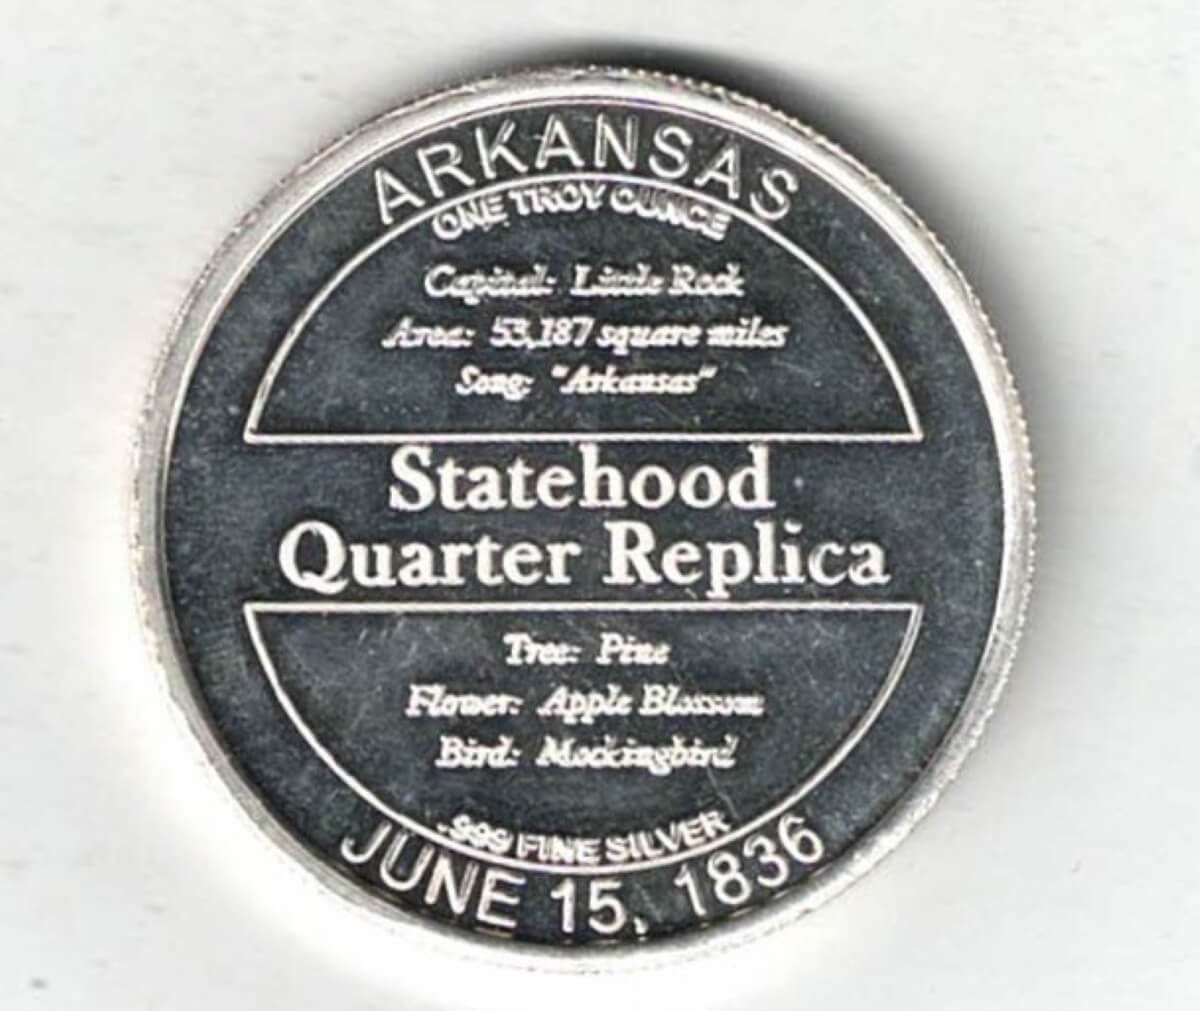 ARKANSAS
ONE TROY OUNCE
Capital: Little Rock
Area: 53,187 square miles
Song: "Arkansas"
Statehood
Quarter Replica
Tree: Pine
Flower: Apple Blossom
Bird: Mockingbird
.999 FINE SILVER
JUNE 15, 1836